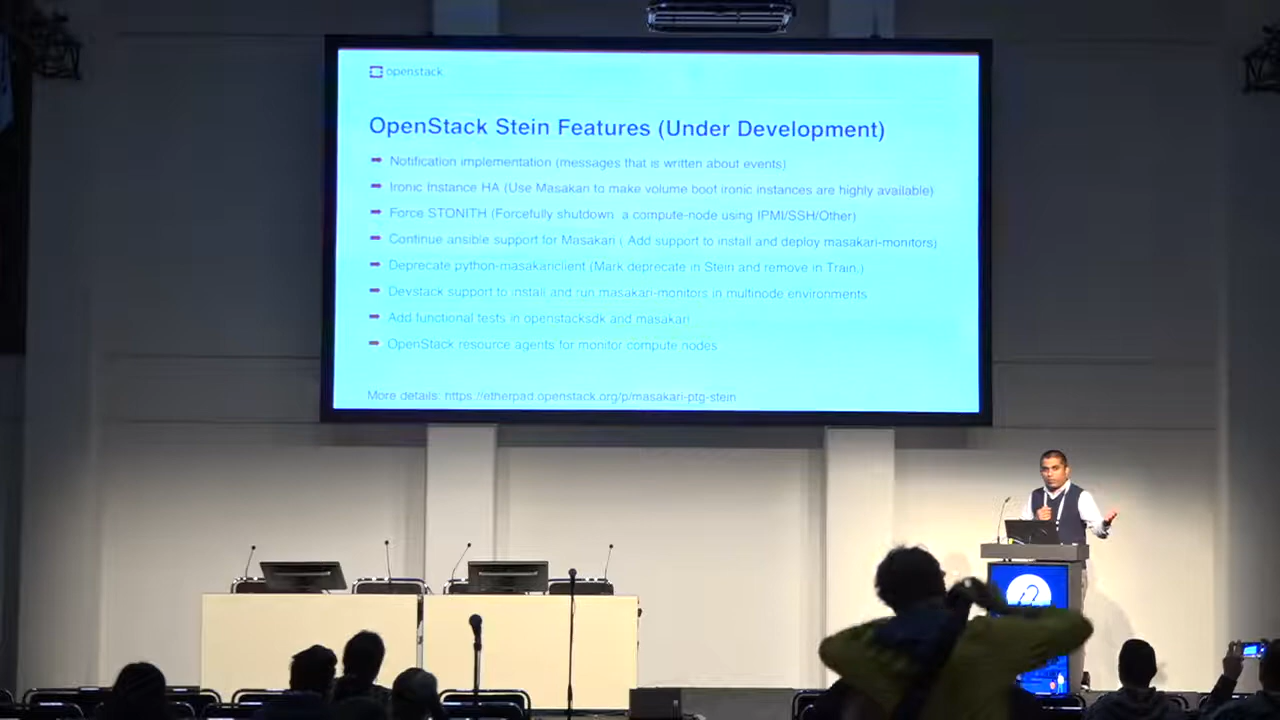 openstack.
OpenStack Stein Features (Under Development)
Notification implementation (messages that is written about events)
Ironic Instance HA (Use Masakari to make volume boot ironic instances are highly available)
Force STONITH (Forcefully shutdown a compute-node using IPMI/SSH/Other)
Continue ansible support for Masakari ( Add support to install and deploy masakari-monitors)
Deprecate python-masakariclient (Mark deprecate in Stein and remove in Train.)
Devstack support to install and run masakari-monitors in multinode environments
Add functional tests in openstacksdk and masakari
OpenStack resource agents for monitor compute nodes
More details: https://etherpad.openstack.org/p/masakari-ptg-stein